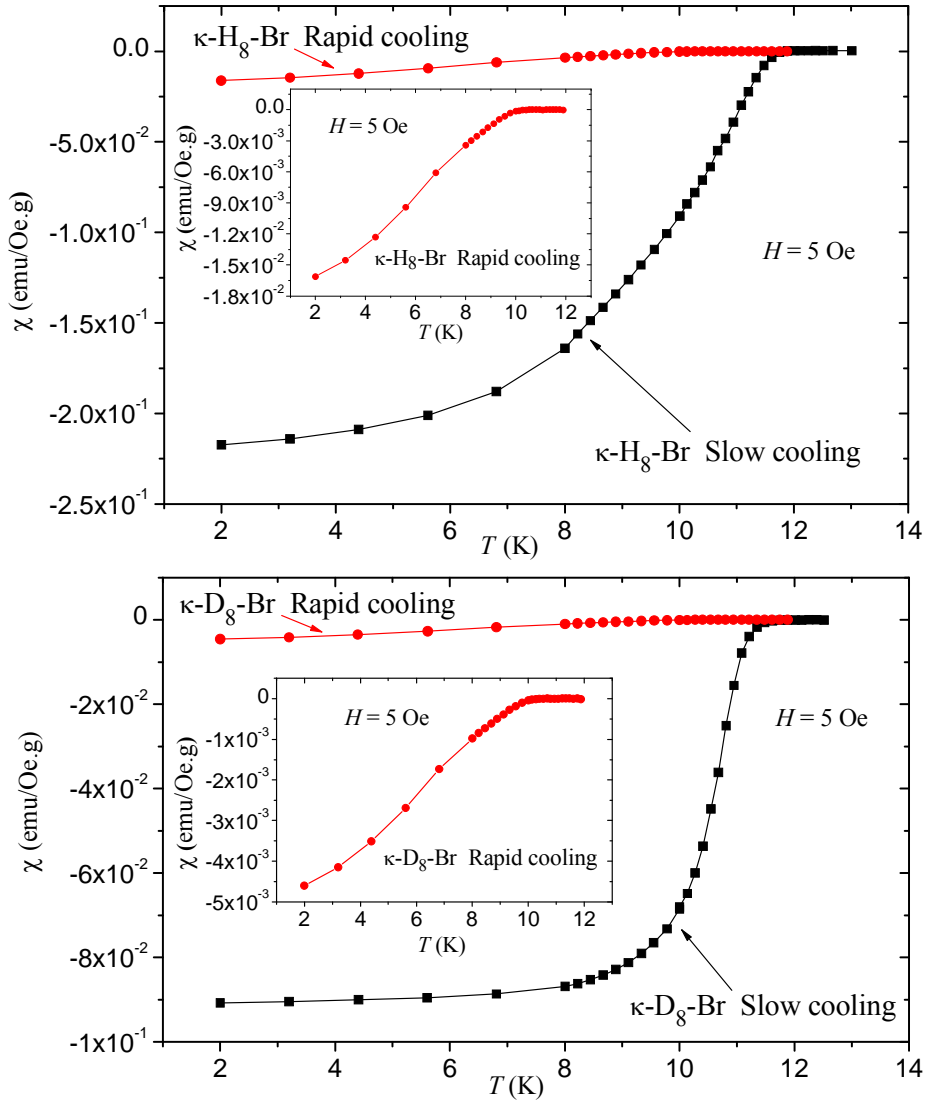 0.0
-5.0x10⁻²
-1.0x10⁻¹
-1.5x10⁻¹
-2.0x10⁻¹
-2.5x10⁻¹
χ (emu/Oe.g)
κ-H₈-Br Rapid cooling
0.0
-3.0x10⁻³
-6.0x10⁻³
-9.0x10⁻³
-1.2x10⁻²
-1.5x10⁻²
-1.8x10⁻²
χ (emu/Oe.g)
H = 5 Oe
κ-H₈-Br Rapid cooling
2 4 6 8 10 12
T (K)
H = 5 Oe
κ-H₈-Br Slow cooling
2 4 6 8 10 12 14
T (K)
0
-2x10⁻²
-4x10⁻²
-6x10⁻²
-8x10⁻²
-1x10⁻¹
χ (emu/Oe.g)
κ-D₈-Br Rapid cooling
0
-1x10⁻³
-2x10⁻³
-3x10⁻³
-4x10⁻³
-5x10⁻³
χ (emu/Oe.g)
H = 5 Oe
κ-D₈-Br Rapid cooling
2 4 6 8 10 12
T (K)
H = 5 Oe
κ-D₈-Br Slow cooling
2 4 6 8 10 12 14
T (K)